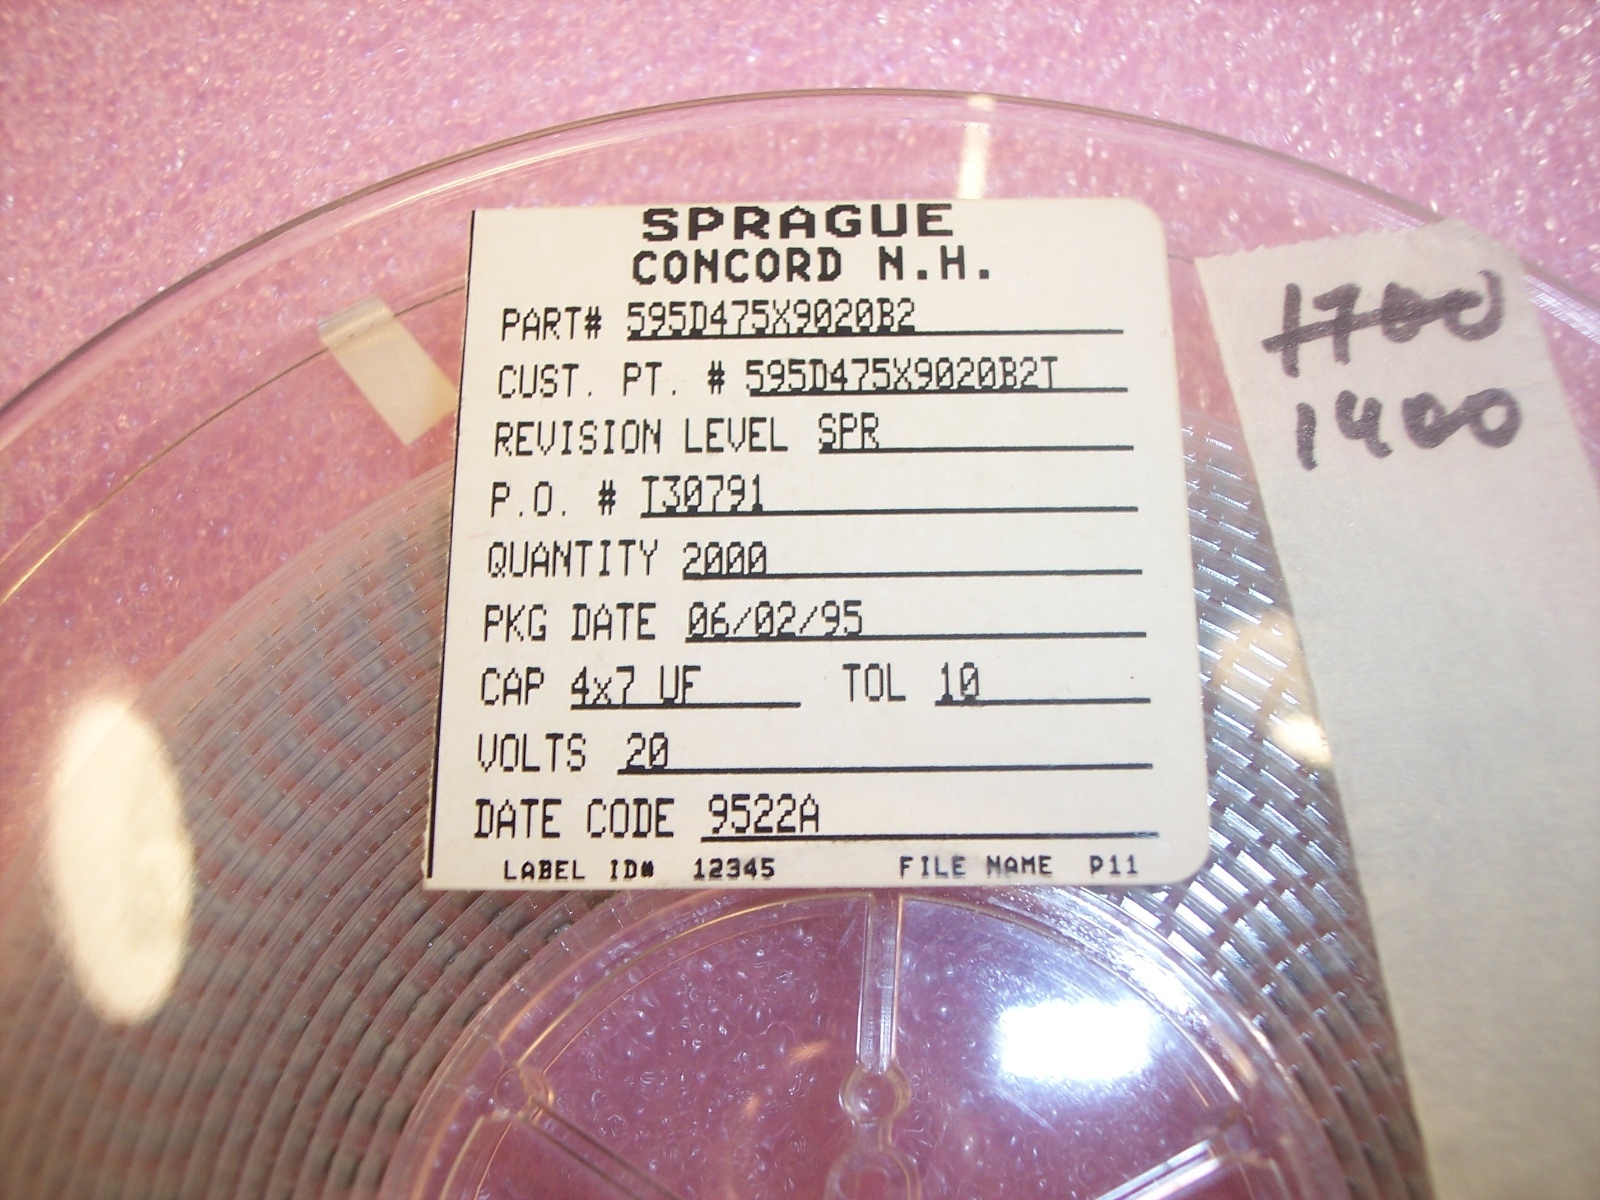 SPRAGUE
CONCORD N.H.
PART# 595D475X9020B2
CUST. PT. # 595D475X9020B2T
REVISION LEVEL SPR
P.O. # T30791
QUANTITY 2000
PKG DATE 06/02/95
CAP 4x7 UF TOL 10
VOLTS 20
DATE CODE 9522A
LABEL ID# 12345 FILE NAME P11
1700
1400